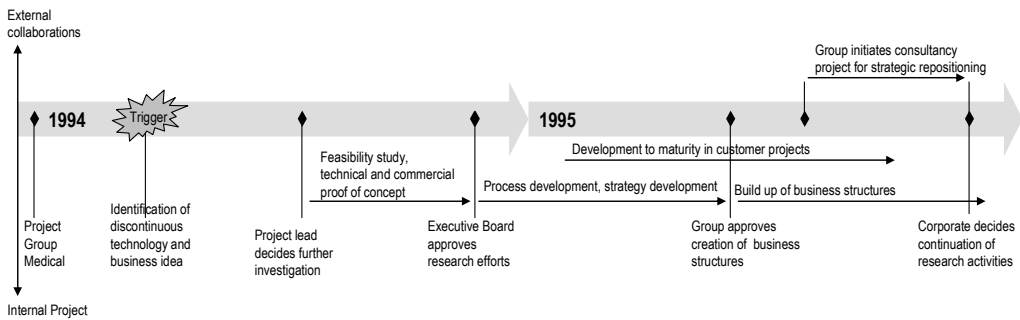 External
collaborations
Group initiates consultancy
project for strategic repositioning
1994
Trigger
1995
Development to maturity in customer projects
Feasibility study,
technical and commercial
proof of concept
Process development, strategy development
Build up of business structures
Project
Group
Medical
Identification of
discontinous
technology and
business idea
Project lead
decides further
investigation
Executive Board
approves
research efforts
Group approves
creation of business
structures
Corporate decides
continuation of
research activities
Internal Project